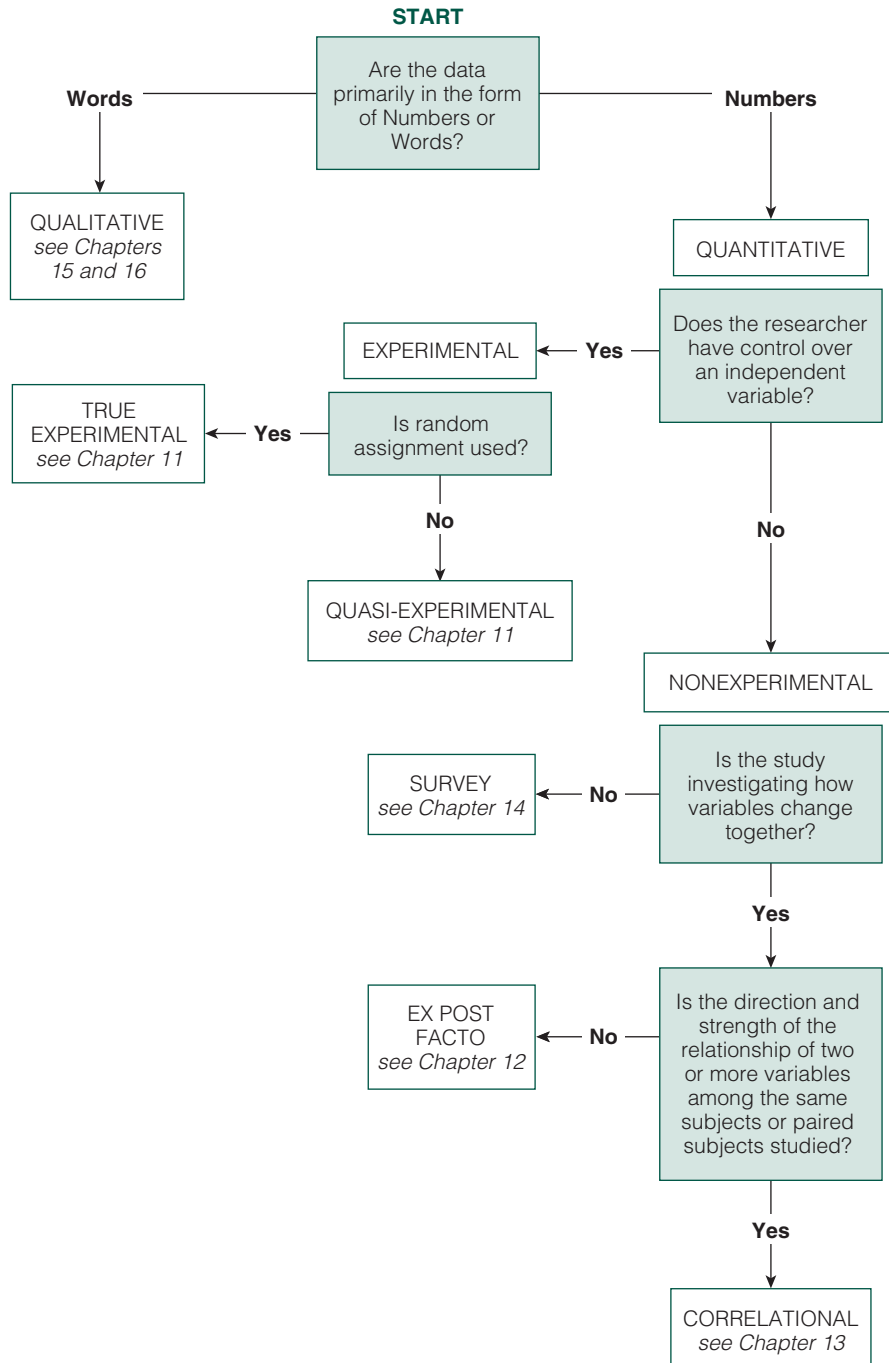 START
Are the data
primarily in the form
of Numbers or
Words?
Words
Numbers
QUALITATIVE
see Chapters
15 and 16
QUANTITATIVE
Does the researcher
have control over
an independent
variable?
Yes
EXPERIMENTAL
Is random
assignment used?
Yes
TRUE
EXPERIMENTAL
see Chapter 11
No
QUASI-EXPERIMENTAL
see Chapter 11
No
NONEXPERIMENTAL
Is the study
investigating how
variables change
together?
No
SURVEY
see Chapter 14
Yes
Is the direction and
strength of the
relationship of two
or more variables
among the same
subjects or paired
subjects studied?
No
EX POST
FACTO
see Chapter 12
Yes
CORRELATIONAL
see Chapter 13